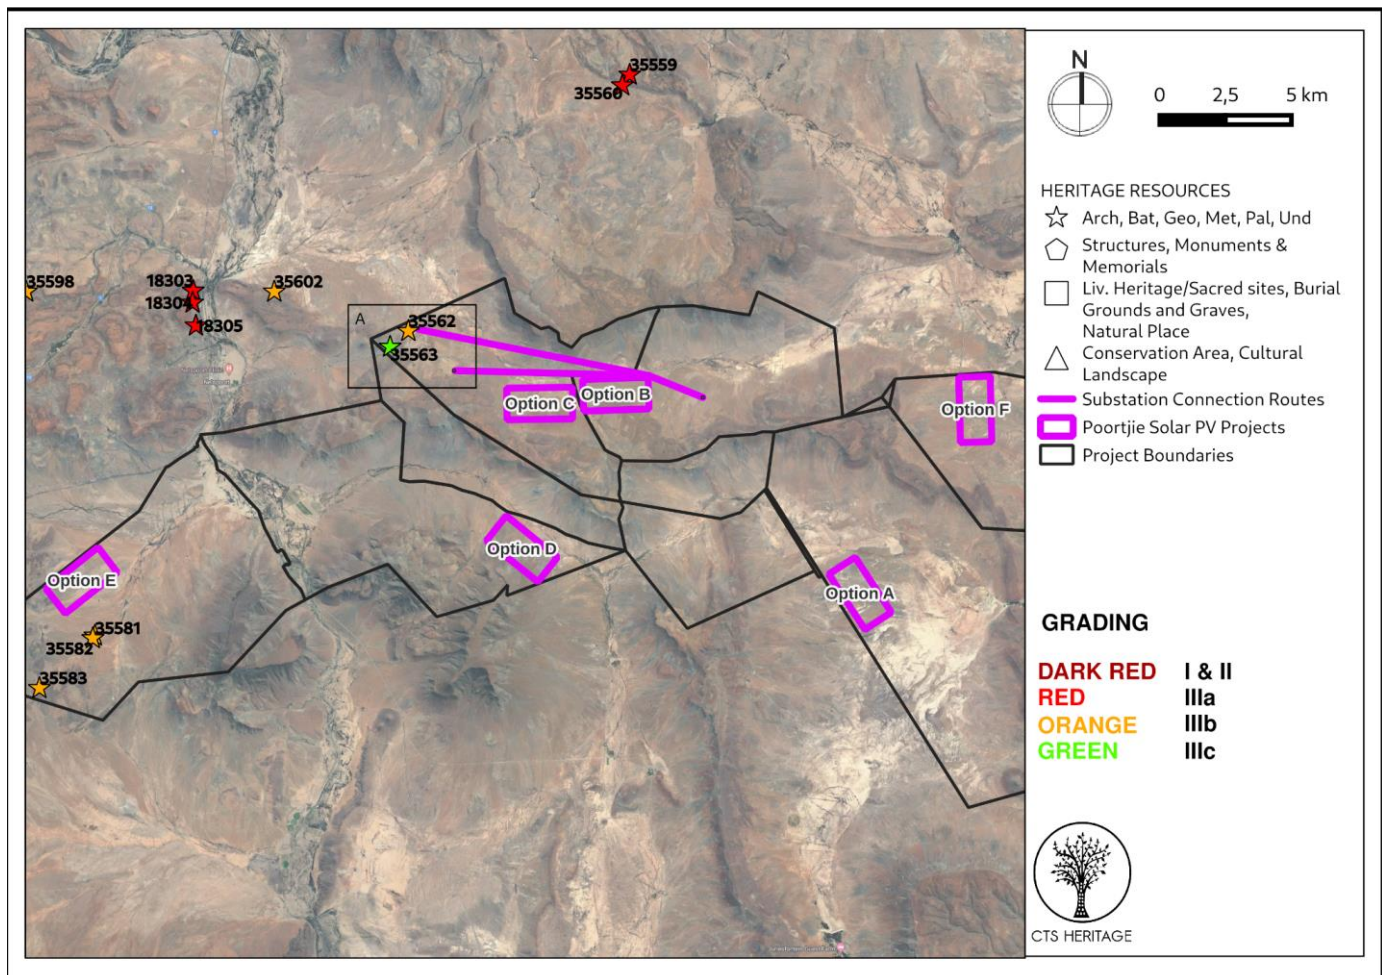 35559
35560
35598
18303
18304
18305
35602
A
35562
35563
Option C
Option B
Option F
Option D
Option E
Option A
35581
35582
35583
N
0 2,5 5 km
HERITAGE RESOURCES
Arch, Bat, Geo, Met, Pal, Und
Structures, Monuments &
Memorials
Liv. Heritage/Sacred sites, Burial
Grounds and Graves,
Natural Place
Conservation Area, Cultural
Landscape
Substation Connection Routes
Poortjie Solar PV Projects
Project Boundaries
GRADING
DARK RED I & II
RED IIIa
ORANGE IIIb
GREEN IIIc
CTS HERITAGE